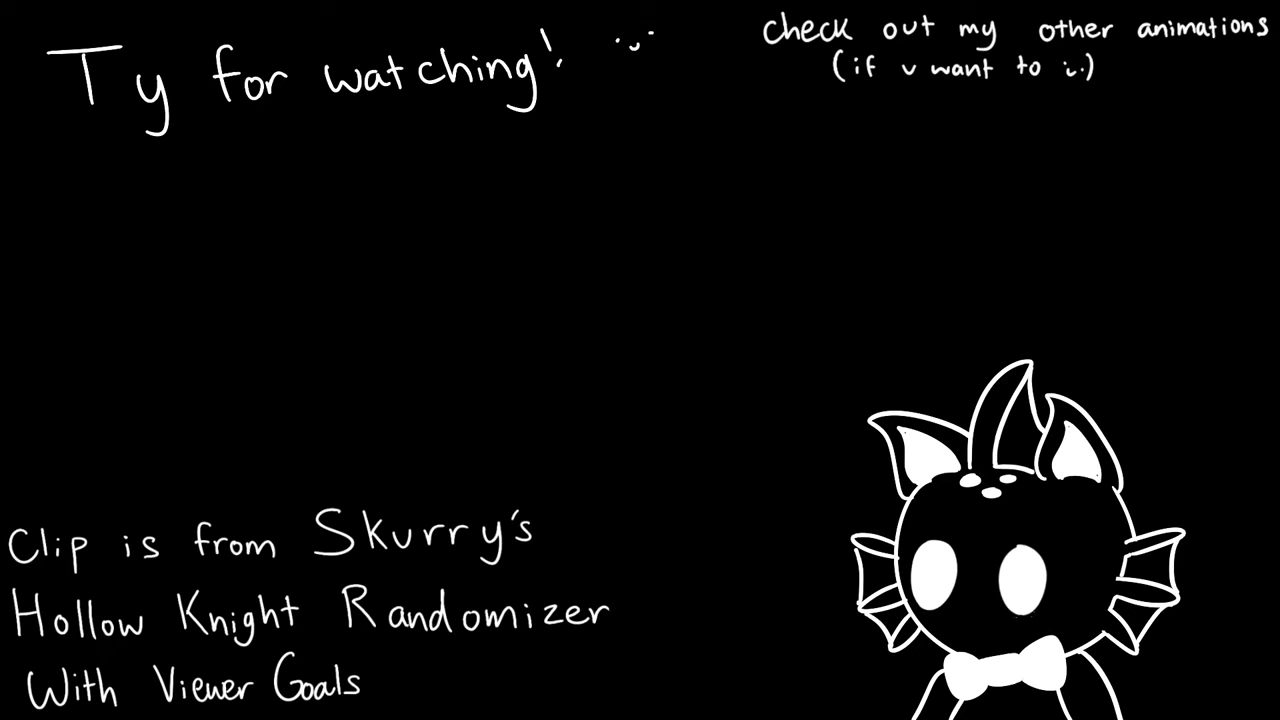 Ty for watching! :)
check out my other animations
(if u want to :))
Clip is from Skurry's
Hollow Knight Randomizer
With Viewer Goals